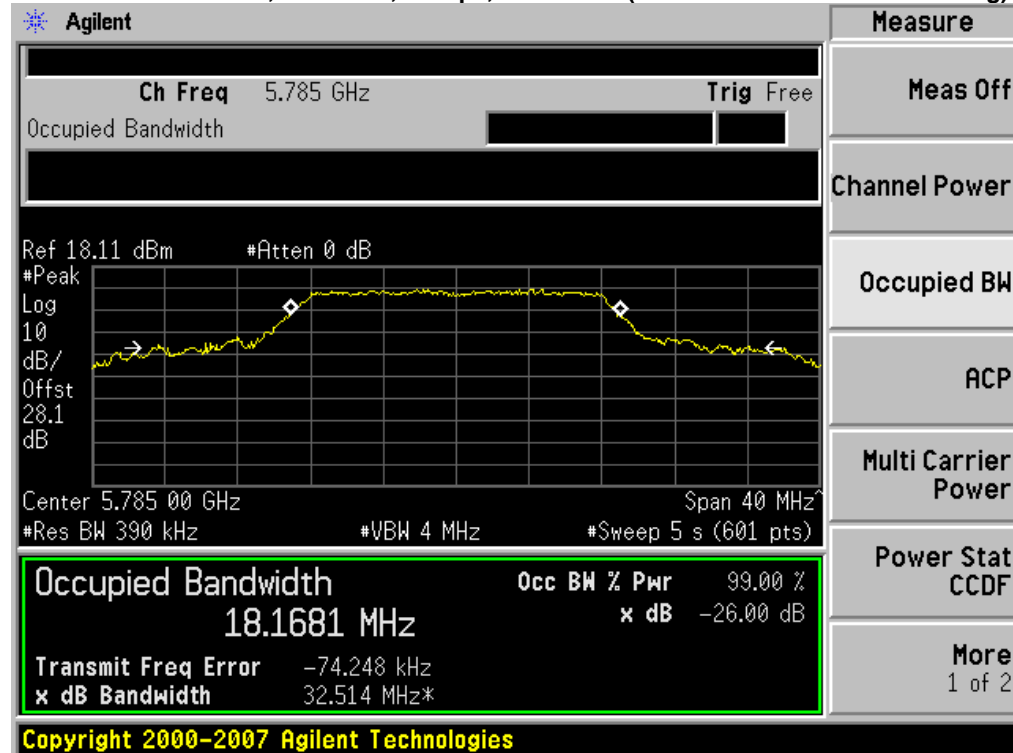 Agilent
Measure
Ch Freq 5.785 GHz Trig Free
Occupied Bandwidth
Meas Off
Channel Power
Occupied BW
ACP
Multi Carrier
Power
Power Stat
CCDF
More
1 of 2
Ref 18.11 dBm #Atten 0 dB
#Peak
Log
10
dB/
Offst
28.1
dB
Center 5.785 00 GHz Span 40 MHz^
#Res BW 390 kHz #VBW 4 MHz #Sweep 5 s (601 pts)
Occupied Bandwidth Occ BW % Pwr 99.00 %
18.1681 MHz x dB -26.00 dB
Transmit Freq Error -74.248 kHz
x dB Bandwidth 32.514 MHz*
Copyright 2000-2007 Agilent Technologies